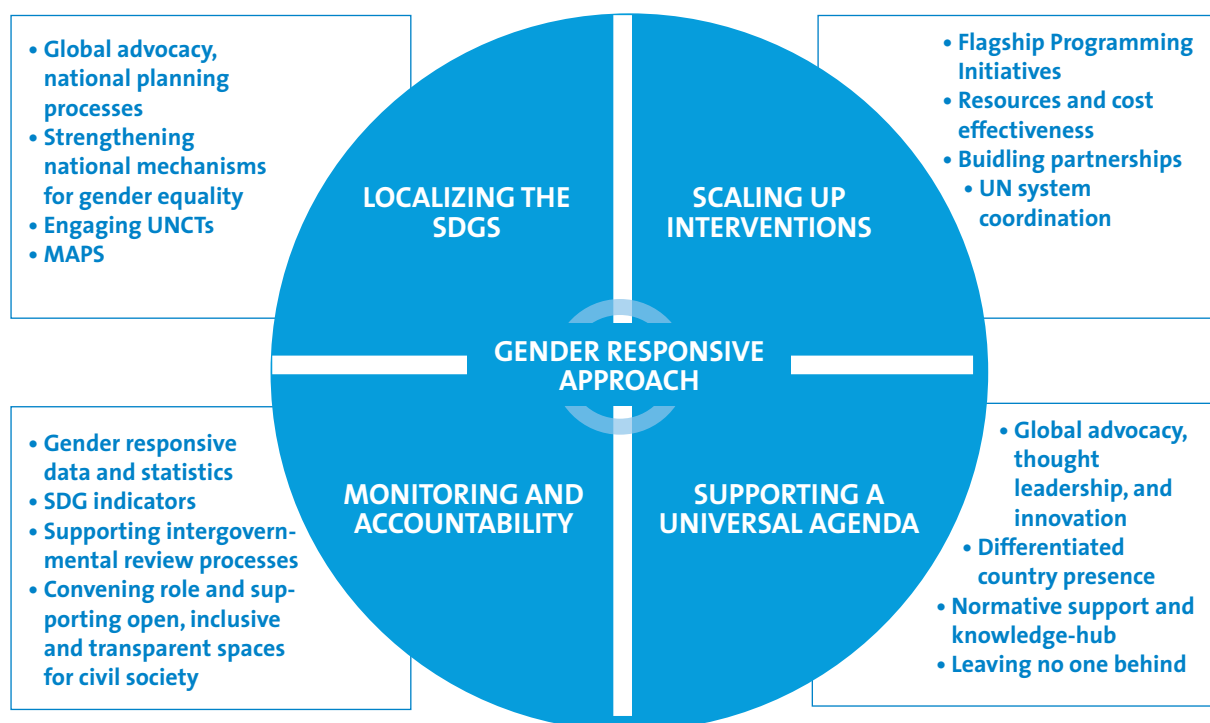 • Global advocacy,
national planning
processes
• Strengthening
national mechanisms
for gender equality
• Engaging UNCTs
• MAPS
LOCALIZING THE
SDGS
SCALING UP
INTERVENTIONS
• Flagship Programming
Initiatives
• Resources and cost
effectiveness
• Buidling partnerships
• UN system
coordination
GENDER RESPONSIVE
APPROACH
• Gender responsive
data and statistics
• SDG indicators
• Supporting intergovern-
mental review processes
• Convening role and sup-
porting open, inclusive
and transparent spaces
for civil society
MONITORING AND
ACCOUNTABILITY
SUPPORTING A
UNIVERSAL AGENDA
• Global advocacy,
thought
leadership, and
innovation
• Differentiated
country presence
• Normative support and
knowledge-hub
• Leaving no one behind